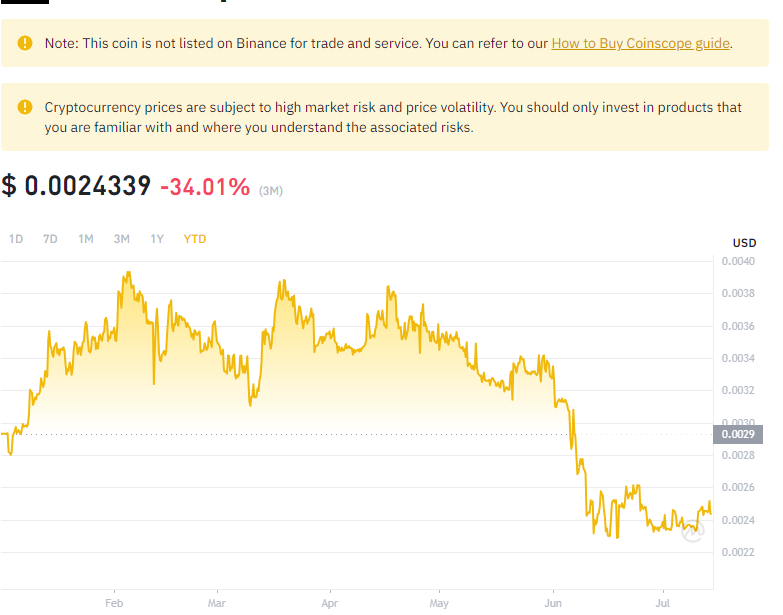 Note: This coin is not listed on Binance for trade and service. You can refer to our How to Buy Coinscope guide.
Cryptocurrency prices are subject to high market risk and price volatility. You should only invest in products that
you are familiar with and where you understand the associated risks.
$ 0.0024339 -34.01% (3M)
1D 7D 1M 3M 1Y YTD
USD
0.0040
0.0038
0.0036
0.0034
0.0032
0.0030
0.0029
0.0028
0.0026
0.0024
0.0022
Feb Mar Apr May Jun Jul